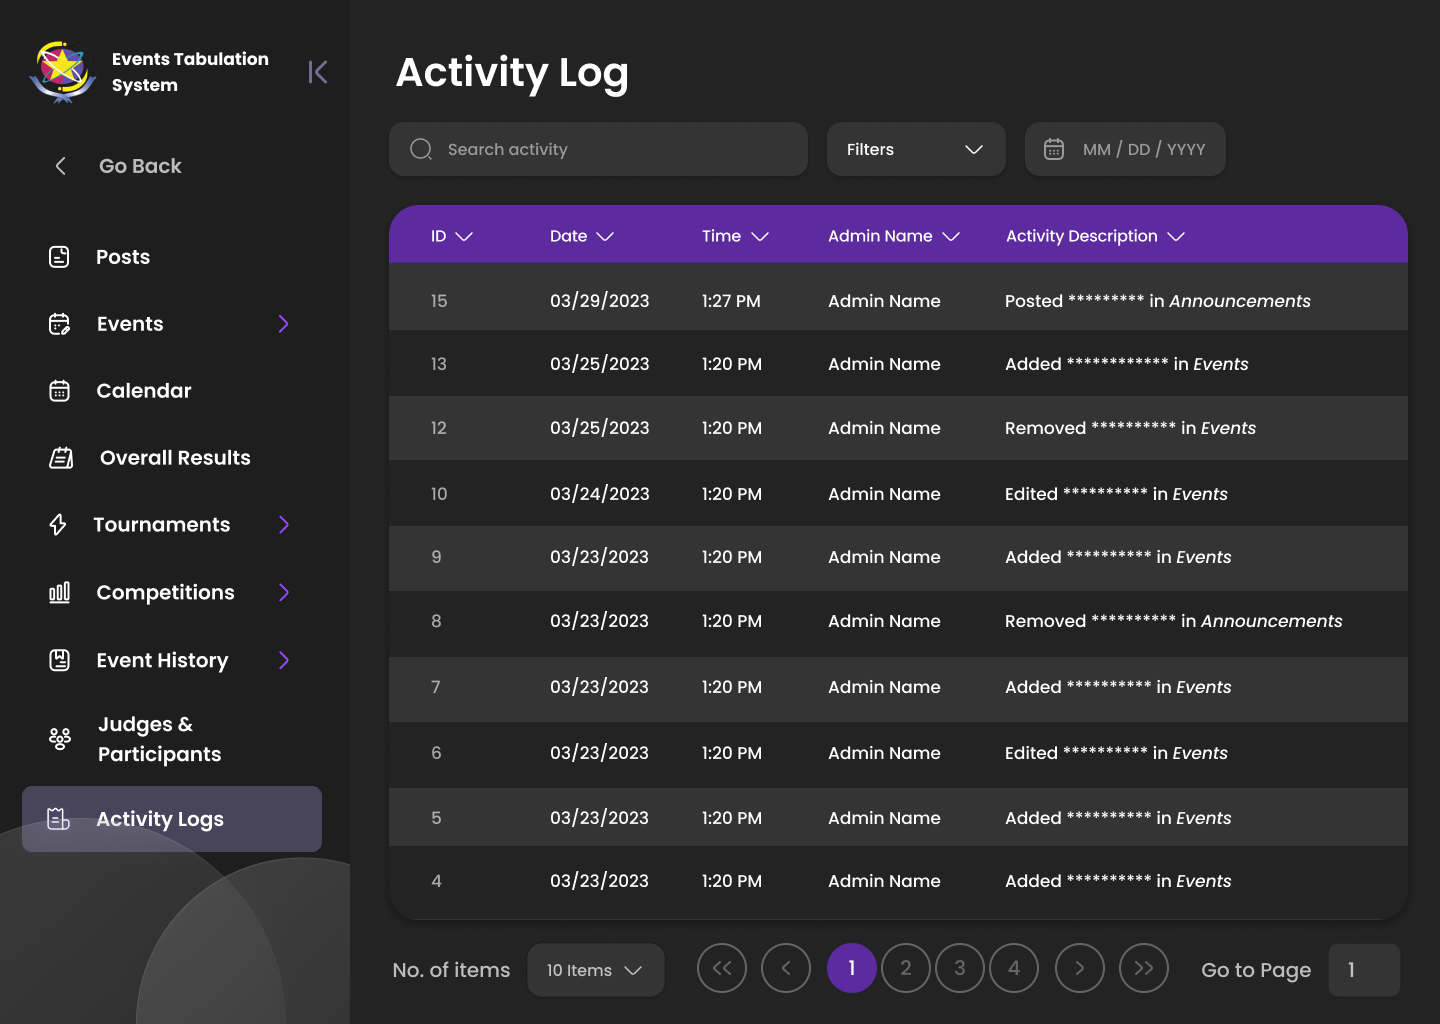 Events Tabulation
System
Go Back
Posts
Events
Calendar
Overall Results
Tournaments
Competitions
Event History
Judges &
Participants
Activity Logs
Activity Log
Search activity
Filters
MM / DD / YYYY
ID Date Time Admin Name Activity Description
15 03/29/2023 1:27 PM Admin Name Posted ********* in Announcements
13 03/25/2023 1:20 PM Admin Name Added ************ in Events
12 03/25/2023 1:20 PM Admin Name Removed ********** in Events
10 03/24/2023 1:20 PM Admin Name Edited ********** in Events
9 03/23/2023 1:20 PM Admin Name Added ********** in Events
8 03/23/2023 1:20 PM Admin Name Removed ********** in Announcements
7 03/23/2023 1:20 PM Admin Name Added ********** in Events
6 03/23/2023 1:20 PM Admin Name Edited ********** in Events
5 03/23/2023 1:20 PM Admin Name Added ********** in Events
4 03/23/2023 1:20 PM Admin Name Added ********** in Events
No. of items 10 Items 1 2 3 4 Go to Page 1